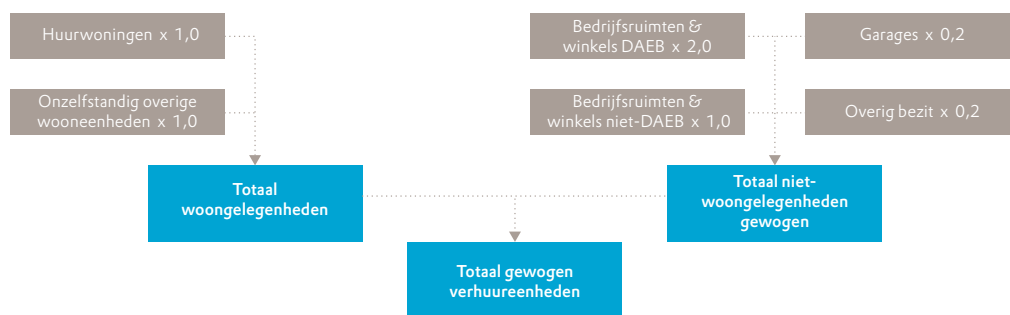 Huurwoningen x 1,0
Onzelfstandig overige
wooneenheden x 1,0
Bedrijfsruimten &
winkels DAEB x 2,0
Garages x 0,2
Bedrijfsruimten &
winkels niet-DAEB x 1,0
Overig bezit x 0,2
Totaal
woongelegenheden
Totaal niet-
woongelegenheden
gewogen
Totaal gewogen
verhuureenheden